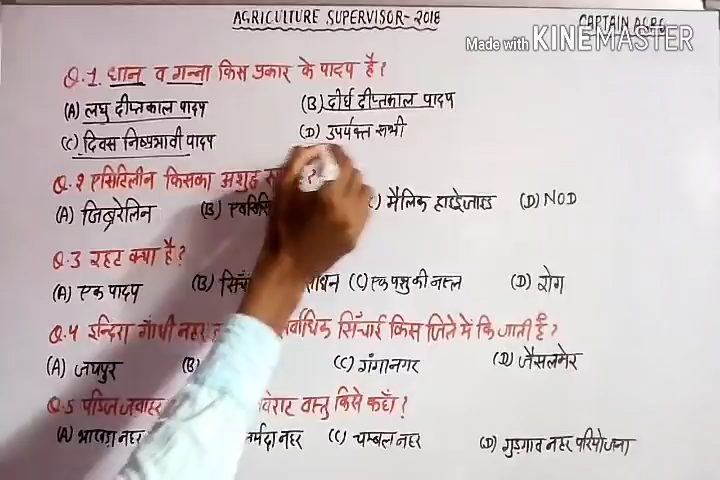 AGRICULTURE SUPERVISOR-2018
CAPTAIN AGRG
Made with KINEMASTER
Q.1 धान व गन्ना किस प्रकार के पादप है?
(A) लघु दीप्तकाल पादप (B) दीर्घ दीप्तकाल पादप
(C) दिवस निष्प्रभावी पादप (D) उपर्युक्त सभी
Q.2 एसिटिलीन किसका अशुद्ध
(A) जिब्रेरेलिन (B) मैलिक हाइड्रेजाइड (D) NOD
Q.3 रहट क्या है?
(A) एक पादप (B) (C) एक पशु की नस्ल (D) रोग
Q.4 इन्दिरा गाँधी नहर सर्वाधिक सिँचाई किस जिले में कि जाती हैं?
(A) जयपुर (B) (C) गंगानगर (D) जैसलमेर
Q.5 विराट वस्तु किसे कहाँ?
(A) भाखड़ा नहर नर्मदा नहर (C) चम्बल नहर (D) गुड़गाव नहर परियोजना